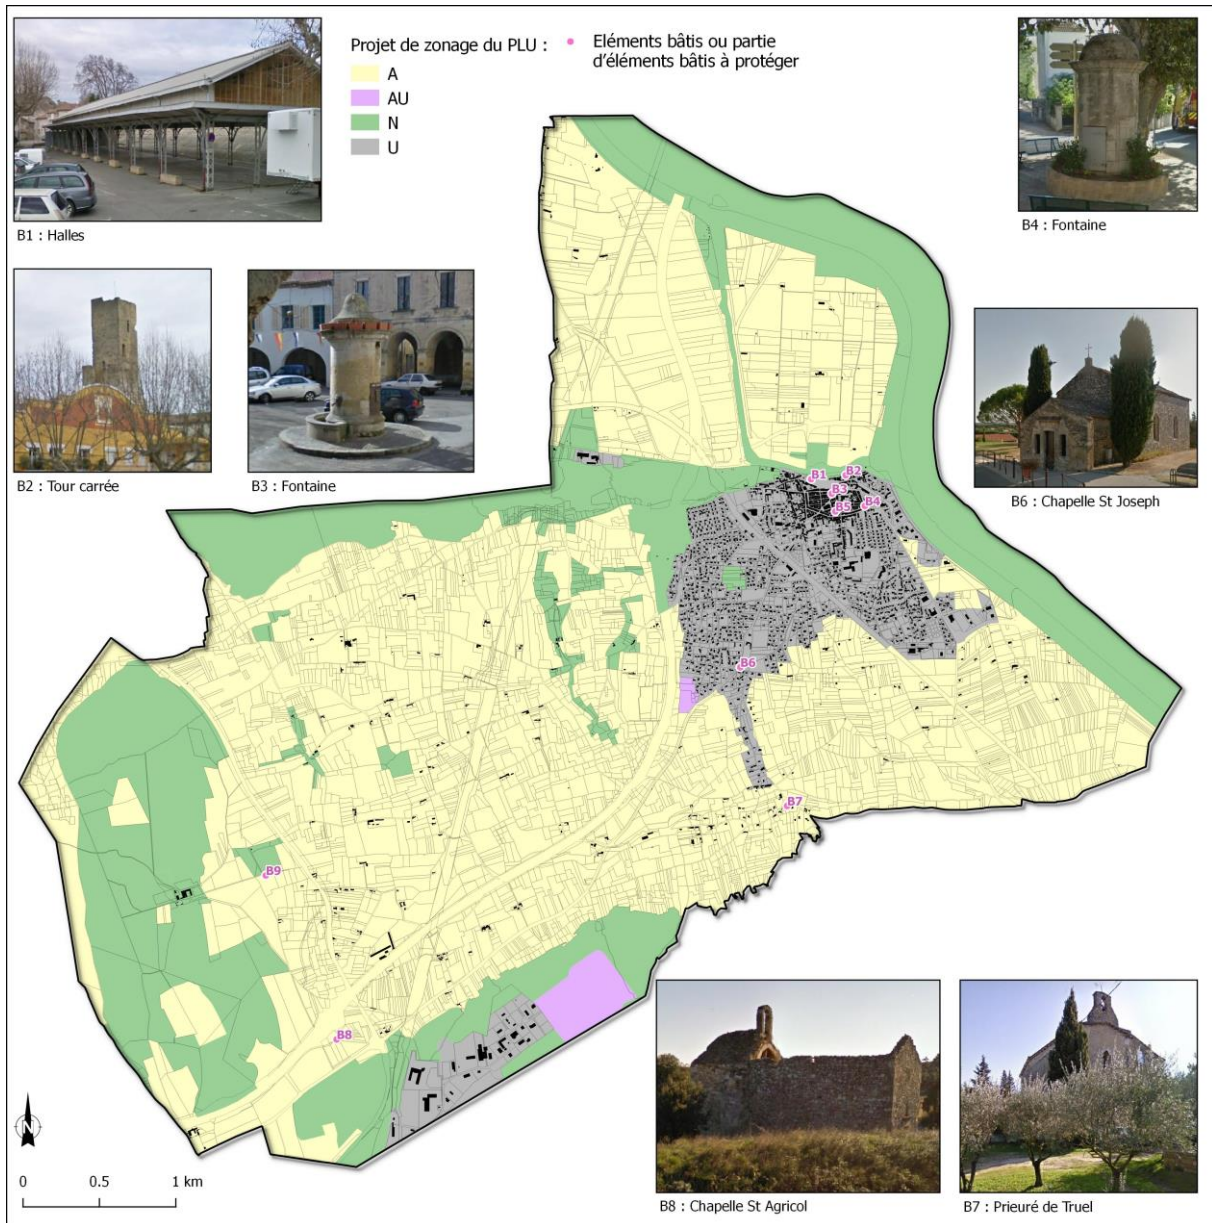 Projet de zonage du PLU :
A
AU
N
U
Eléments bâtis ou partie
d'éléments bâtis à protéger
B1 : Halles
B4 : Fontaine
B2 : Tour carrée
B3 : Fontaine
B6 : Chapelle St Joseph
B1
B2
B3
B4
B5
B6
B7
B9
B8
N
0
0.5
1 km
B8 : Chapelle St Agricol
B7 : Prieuré de Truel